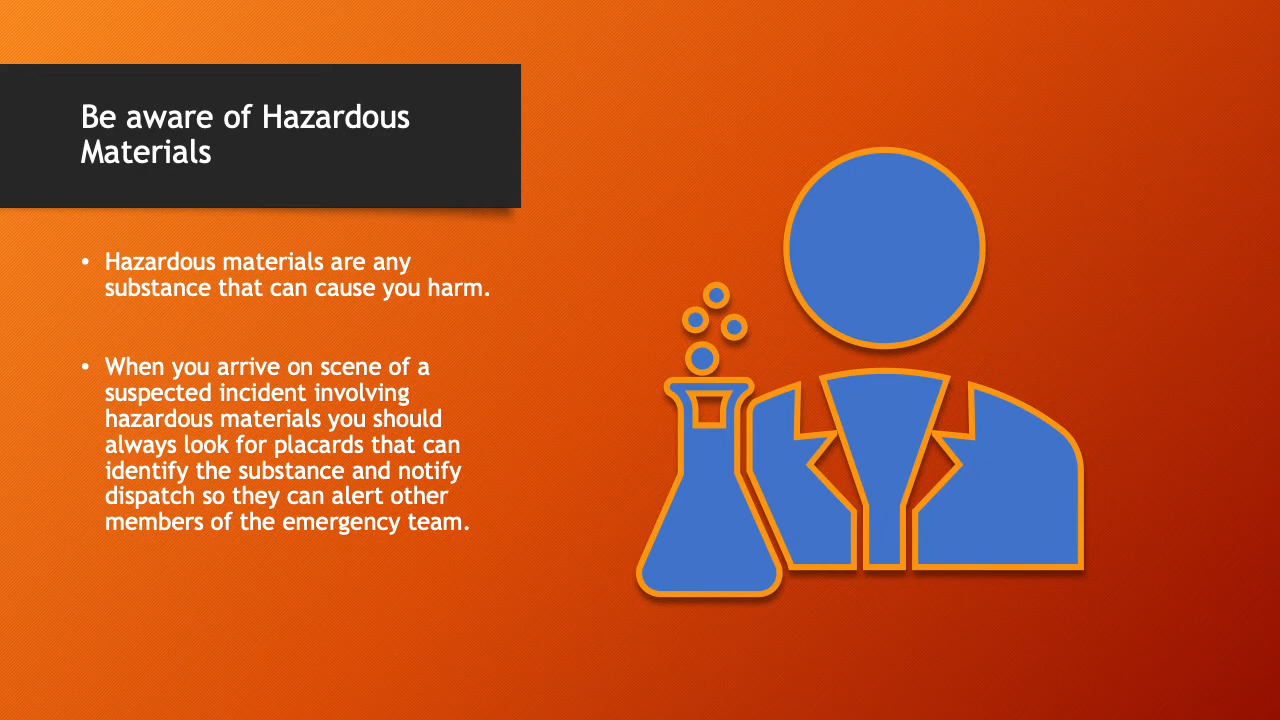 Be aware of Hazardous
Materials
• Hazardous materials are any
substance that can cause you harm.
• When you arrive on scene of a
suspected incident involving
hazardous materials you should
always look for placards that can
identify the substance and notify
dispatch so they can alert other
members of the emergency team.